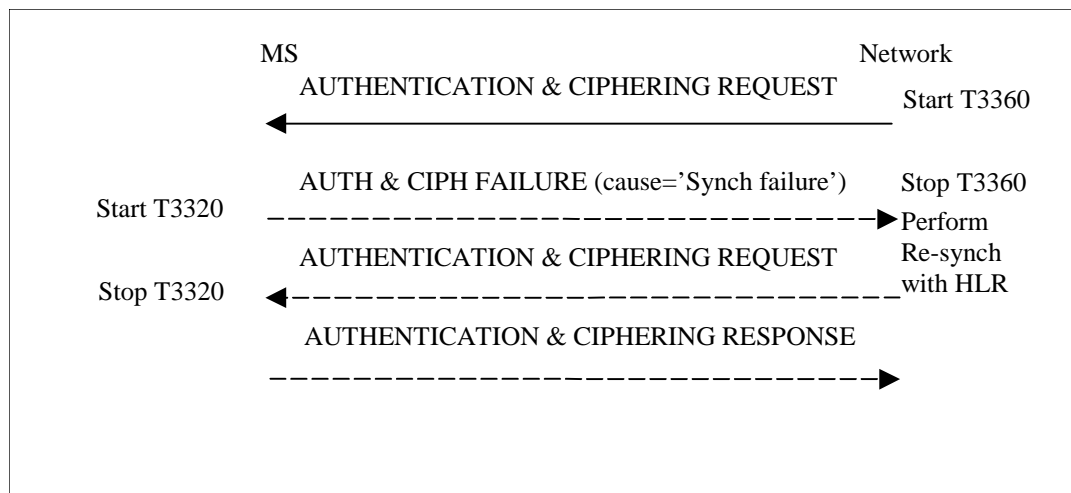 MS
Network
AUTHENTICATION & CIPHERING REQUEST
Start T3360
AUTH & CIPH FAILURE (cause=’Synch failure’)
Stop T3360
Start T3320
Perform
Re-synch
with HLR
AUTHENTICATION & CIPHERING REQUEST
Stop T3320
AUTHENTICATION & CIPHERING RESPONSE